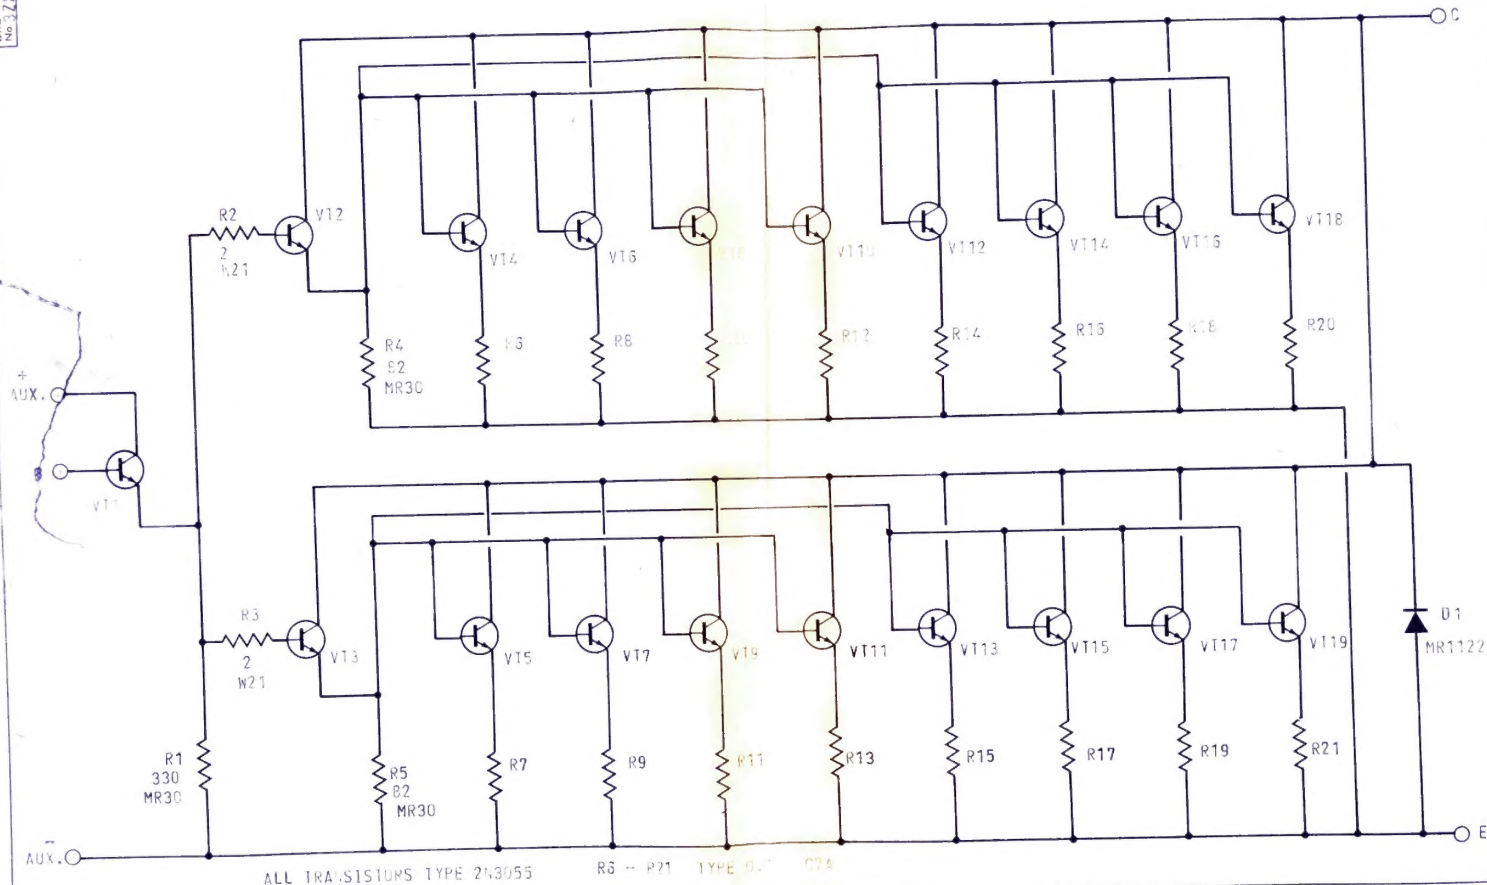 C
R2
2
VT2
VT4
VT6
VT10
VT12
VT14
VT16
VT18
R4
82
MR30
R6
R8
R12
R14
R16
R18
R20
+
AUX.
VT1
R3
2
W21
VT3
VT5
VT7
VT9
VT11
VT13
VT15
VT17
VT19
D1
MR1122
R1
330
MR30
R5
82
MR30
R7
R9
R11
R13
R15
R17
R19
R21
E
-
AUX.
ALL TRANSISTORS TYPE 2N3055
R6 - R21 TYPE